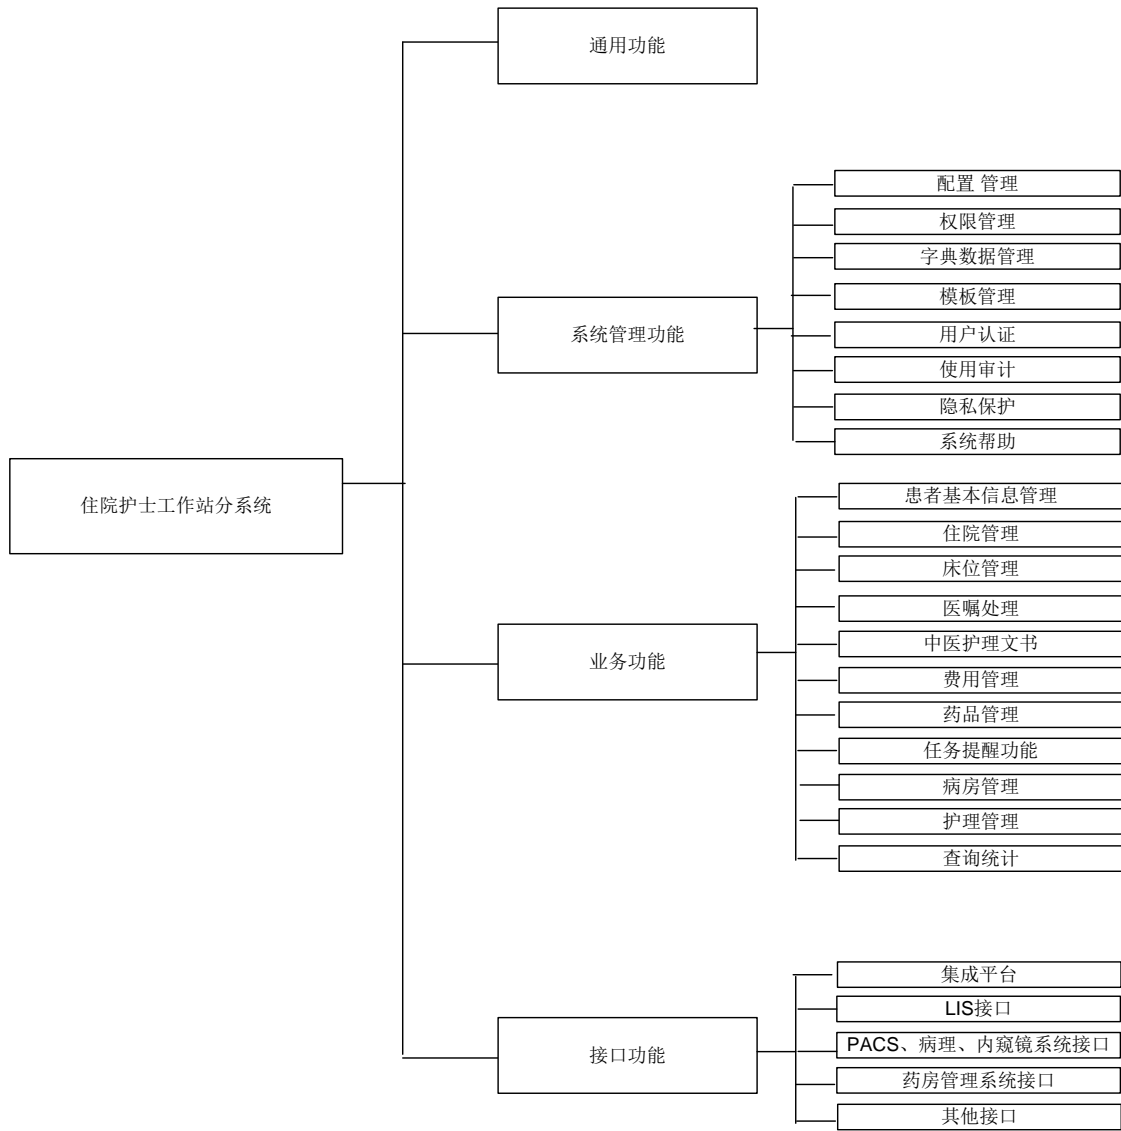 通用功能
配置 管理
权限管理
字典数据管理
模板管理
系统管理功能
用户认证
使用审计
隐私保护
系统帮助
住院护士工作站分系统
患者基本信息管理
住院管理
床位管理
医嘱处理
中医护理文书
业务功能
费用管理
药品管理
任务提醒功能
病房管理
护理管理
查询统计
集成平台
LIS接口
PACS、病理、内窥镜系统接口
接口功能
药房管理系统接口
其他接口